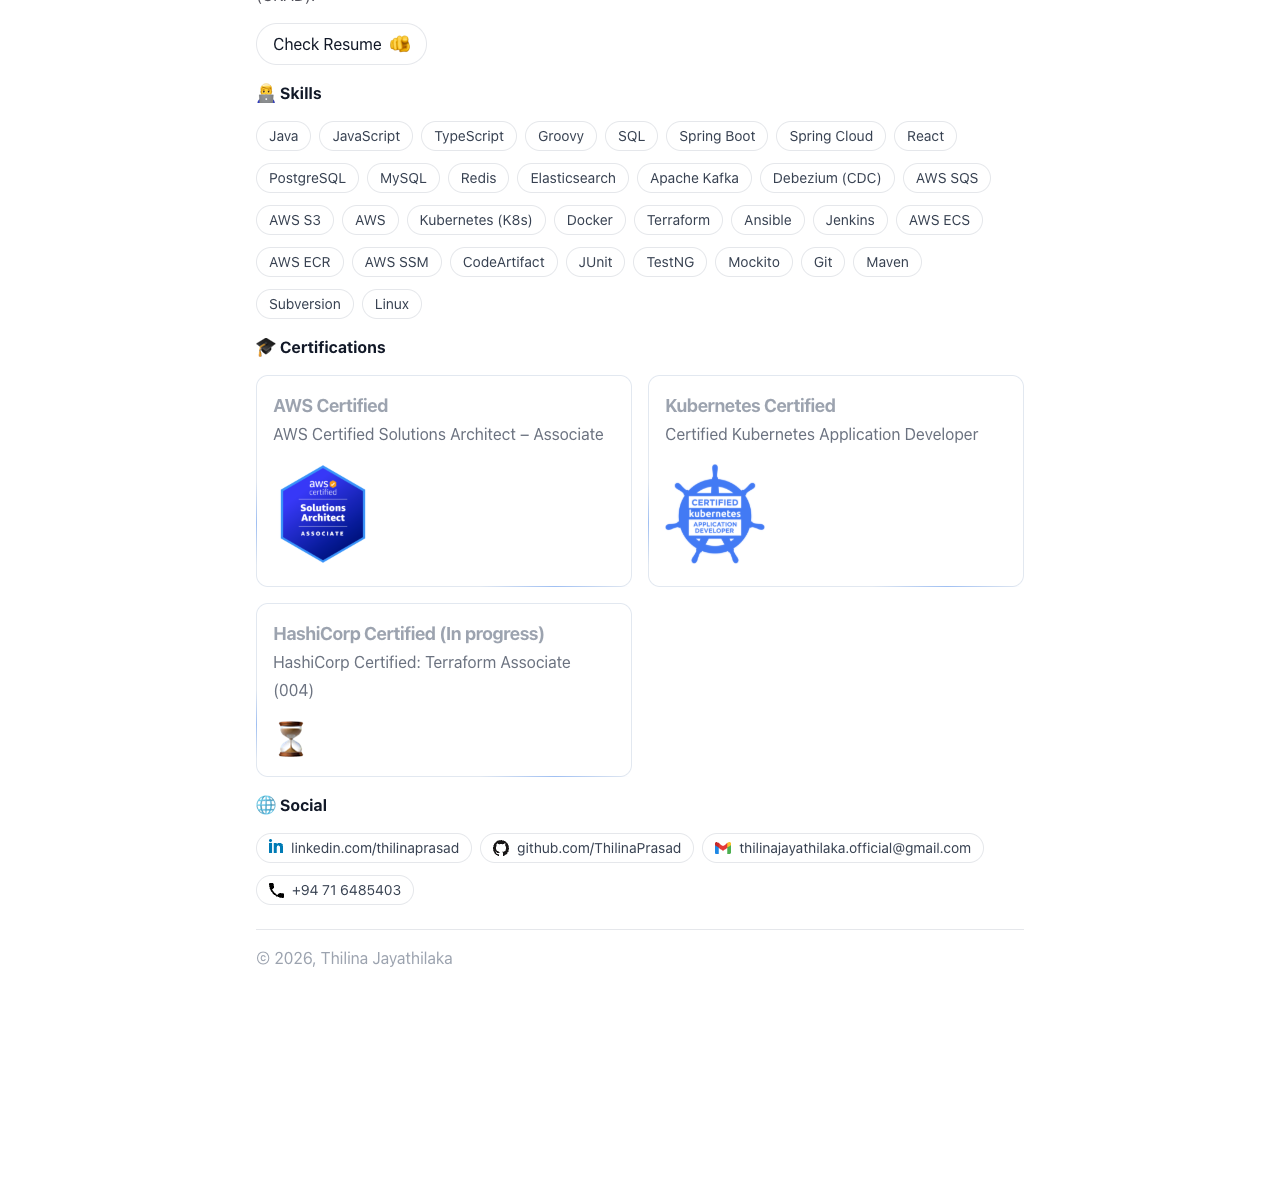 Check Resume
Skills
Java JavaScript TypeScript Groovy SQL Spring Boot Spring Cloud React
PostgreSQL MySQL Redis Elasticsearch Apache Kafka Debezium (CDC) AWS SQS
AWS S3 AWS Kubernetes (K8s) Docker Terraform Ansible Jenkins AWS ECS
AWS ECR AWS SSM CodeArtifact JUnit TestNG Mockito Git Maven
Subversion Linux
Certifications
AWS Certified
AWS Certified Solutions Architect – Associate
aws
certified
Solutions
Architect
ASSOCIATE
Kubernetes Certified
Certified Kubernetes Application Developer
CERTIFIED
kubernetes
APPLICATION
DEVELOPER
HashiCorp Certified (In progress)
HashiCorp Certified: Terraform Associate
(004)
Social
in linkedin.com/thilinaprasad github.com/ThilinaPrasad thilinajayathilaka.official@gmail.com
+94 71 6485403
© 2026, Thilina Jayathilaka